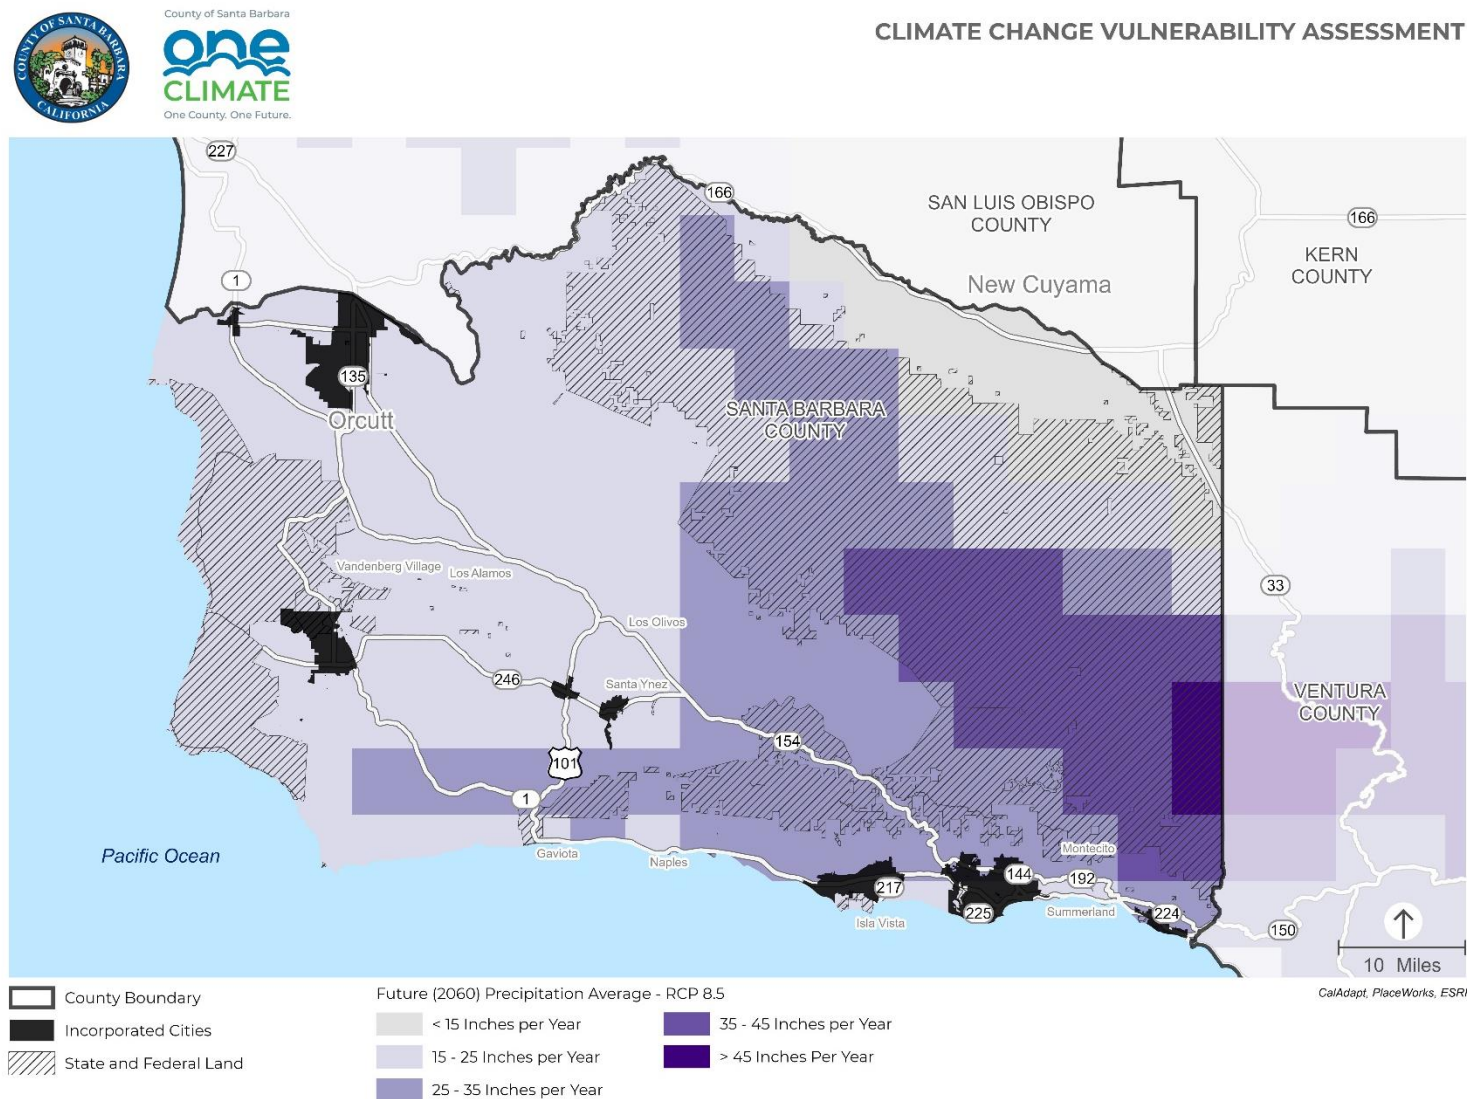 COUNTY OF SANTA BARBARA
CALIFORNIA
County of Santa Barbara
one
CLIMATE
One County. One Future.
CLIMATE CHANGE VULNERABILITY ASSESSMENT
227
166
SAN LUIS OBISPO
COUNTY
166
KERN
COUNTY
1
New Cuyama
135
Orcutt
SANTA BARBARA
COUNTY
Vandenberg Village
Los Alamos
33
Los Olivos
246
Santa Ynez
VENTURA
COUNTY
154
101
1
Pacific Ocean
Gaviota
Naples
Montecito
144
192
217
225
Summerland
224
Isla Vista
150
10 Miles
CalAdapt, PlaceWorks, ESRI
County Boundary
Incorporated Cities
State and Federal Land
Future (2060) Precipitation Average - RCP 8.5
< 15 Inches per Year
15 - 25 Inches per Year
25 - 35 Inches per Year
35 - 45 Inches per Year
> 45 Inches Per Year